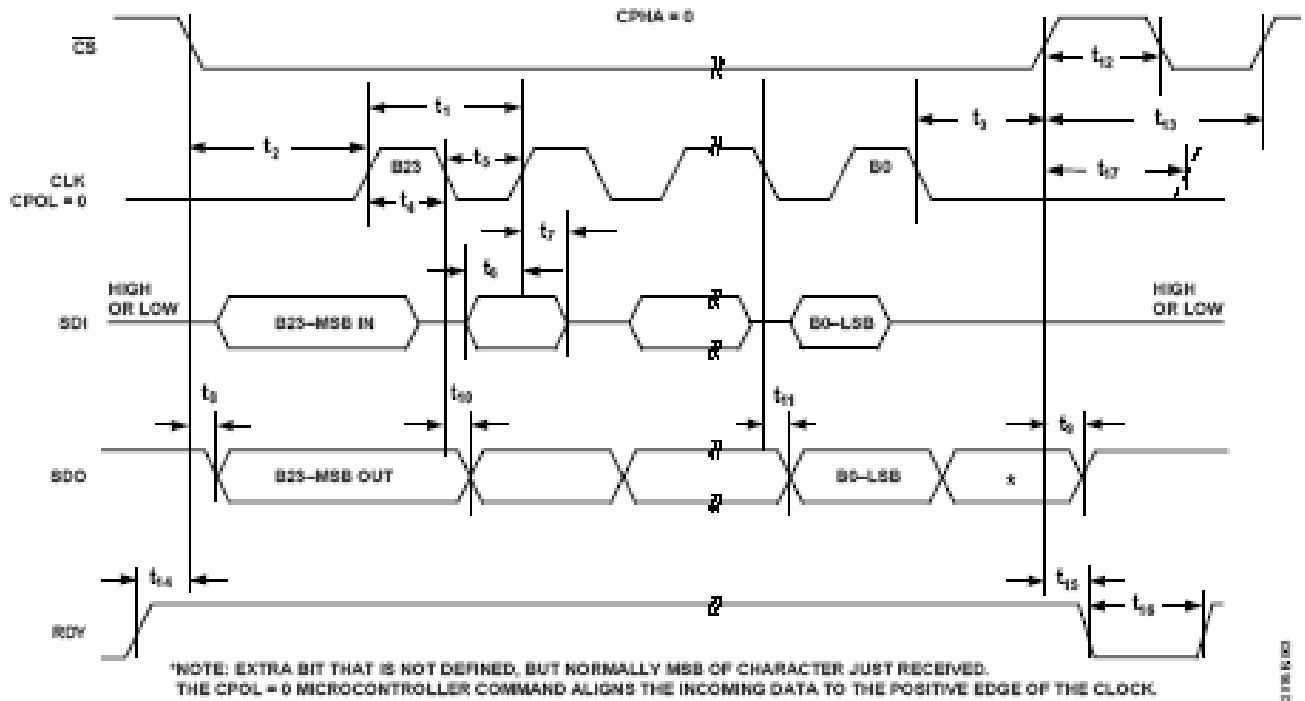 CPHA = 0
CS
t12
t1
t3
t13
t2
B23
t5
B0
t17
CLK
CPOL = 0
t4
t7
t6
HIGH
OR LOW
HIGH
OR LOW
SDI
B23–MSB IN
B0–LSB
t8
t10
t11
t9
SDO
B23–MSB OUT
B0–LSB
*
t14
t15
t16
RDY
*NOTE: EXTRA BIT THAT IS NOT DEFINED, BUT NORMALLY MSB OF CHARACTER JUST RECEIVED.
THE CPOL = 0 MICROCONTROLLER COMMAND ALIGNS THE INCOMING DATA TO THE POSITIVE EDGE OF THE CLOCK.